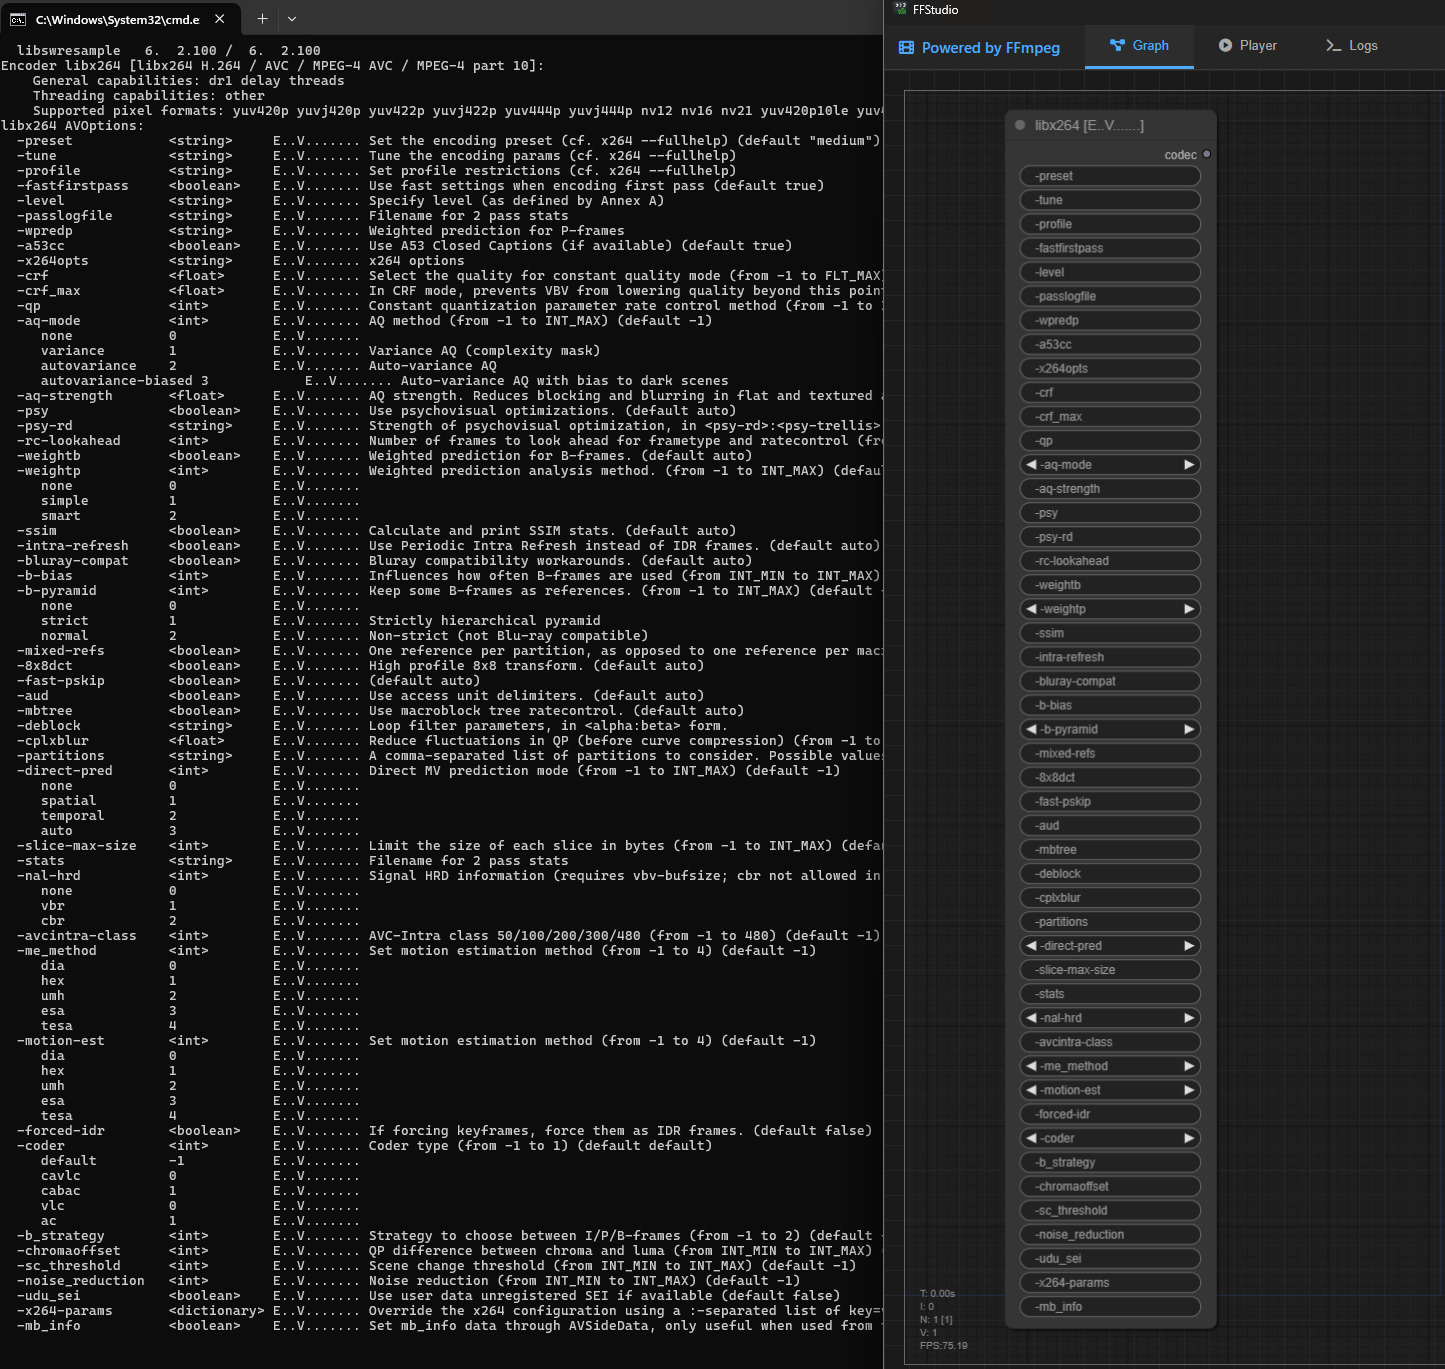 C:\Windows\System32\cmd.e
libswresample   6.  2.100 /  6.  2.100
Encoder libx264 [libx264 H.264 / AVC / MPEG-4 AVC / MPEG-4 part 10]:
General capabilities: dr1 delay threads
Threading capabilities: other
Supported pixel formats: yuv420p yuvj420p yuv422p yuvj422p yuv444p yuvj444p nv12 nv16 nv21 yuv420p10le yuv4
libx264 AVOptions:
-preset <string> E..V....... Set the encoding preset (cf. x264 --fullhelp) (default "medium")
-tune <string> E..V....... Tune the encoding params (cf. x264 --fullhelp)
-profile <string> E..V....... Set profile restrictions (cf. x264 --fullhelp)
-fastfirstpass <boolean> E..V....... Use fast settings when encoding first pass (default true)
-level <string> E..V....... Specify level (as defined by Annex A)
-passlogfile <string> E..V....... Filename for 2 pass stats
-wpredp <string> E..V....... Weighted prediction for P-frames
-a53cc <boolean> E..V....... Use A53 Closed Captions (if available) (default true)
-x264opts <string> E..V....... x264 options
-crf <float> E..V....... Select the quality for constant quality mode (from -1 to FLT_MAX)
-crf_max <float> E..V....... In CRF mode, prevents VBV from lowering quality beyond this poin
-qp <int> E..V....... Constant quantization parameter rate control method (from -1 to
-aq-mode <int> E..V....... AQ method (from -1 to INT_MAX) (default -1)
none 0 E..V.......
variance 1 E..V....... Variance AQ (complexity mask)
autovariance 2 E..V....... Auto-variance AQ
autovariance-biased 3 E..V....... Auto-variance AQ with bias to dark scenes
-aq-strength <float> E..V....... AQ strength. Reduces blocking and blurring in flat and textured a
-psy <boolean> E..V....... Use psychovisual optimizations. (default auto)
-psy-rd <string> E..V....... Strength of psychovisual optimization, in <psy-rd>:<psy-trellis>
-rc-lookahead <int> E..V....... Number of frames to look ahead for frametype and ratecontrol (fro
-weightb <boolean> E..V....... Weighted prediction for B-frames. (default auto)
-weightp <int> E..V....... Weighted prediction analysis method. (from -1 to INT_MAX) (defau
none 0 E..V.......
simple 1 E..V.......
smart 2 E..V.......
-ssim <boolean> E..V....... Calculate and print SSIM stats. (default auto)
-intra-refresh <boolean> E..V....... Use Periodic Intra Refresh instead of IDR frames. (default auto)
-bluray-compat <boolean> E..V....... Bluray compatibility workarounds. (default auto)
-b-bias <int> E..V....... Influences how often B-frames are used (from INT_MIN to INT_MAX)
-b-pyramid <int> E..V....... Keep some B-frames as references. (from -1 to INT_MAX) (default -
none 0 E..V.......
strict 1 E..V....... Strictly hierarchical pyramid
normal 2 E..V....... Non-strict (not Blu-ray compatible)
-mixed-refs <boolean> E..V....... One reference per partition, as opposed to one reference per mac
-8x8dct <boolean> E..V....... High profile 8x8 transform. (default auto)
-fast-pskip <boolean> E..V....... (default auto)
-aud <boolean> E..V....... Use access unit delimiters. (default auto)
-mbtree <boolean> E..V....... Use macroblock tree ratecontrol. (default auto)
-deblock <string> E..V....... Loop filter parameters, in <alpha:beta> form.
-cplxblur <float> E..V....... Reduce fluctuations in QP (before curve compression) (from -1 to
-partitions <string> E..V....... A comma-separated list of partitions to consider. Possible values
-direct-pred <int> E..V....... Direct MV prediction mode (from -1 to INT_MAX) (default -1)
none 0 E..V.......
spatial 1 E..V.......
temporal 2 E..V.......
auto 3 E..V.......
-slice-max-size <int> E..V....... Limit the size of each slice in bytes (from -1 to INT_MAX) (defa
-stats <string> E..V....... Filename for 2 pass stats
-nal-hrd <int> E..V....... Signal HRD information (requires vbv-bufsize; cbr not allowed in
none 0 E..V.......
vbr 1 E..V.......
cbr 2 E..V.......
-avcintra-class <int> E..V....... AVC-Intra class 50/100/200/300/480 (from -1 to 480) (default -1)
-me_method <int> E..V....... Set motion estimation method (from -1 to 4) (default -1)
dia 0 E..V.......
hex 1 E..V.......
umh 2 E..V.......
esa 3 E..V.......
tesa 4 E..V.......
-motion-est <int> E..V....... Set motion estimation method (from -1 to 4) (default -1)
dia 0 E..V.......
hex 1 E..V.......
umh 2 E..V.......
esa 3 E..V.......
tesa 4 E..V.......
-forced-idr <boolean> E..V....... If forcing keyframes, force them as IDR frames. (default false)
-coder <int> E..V....... Coder type (from -1 to 1) (default default)
default -1 E..V.......
cavlc 0 E..V.......
cabac 1 E..V.......
vlc 0 E..V.......
ac 1 E..V.......
-b_strategy <int> E..V....... Strategy to choose between I/P/B-frames (from -1 to 2) (default -
-chromaoffset <int> E..V....... QP difference between chroma and luma (from INT_MIN to INT_MAX) (
-sc_threshold <int> E..V....... Scene change threshold (from INT_MIN to INT_MAX) (default -1)
-noise_reduction <int> E..V....... Noise reduction (from INT_MIN to INT_MAX) (default -1)
-udu_sei <boolean> E..V....... Use user data unregistered SEI if available (default false)
-x264-params <dictionary> E..V....... Override the x264 configuration using a :-separated list of key=
-mb_info <boolean> E..V....... Set mb_info data through AVSideData, only useful when used from
FFStudio
Powered by FFmpeg
Graph
Player
Logs
libx264 [E..V.......]
codec
-preset
-tune
-profile
-fastfirstpass
-level
-passlogfile
-wpredp
-a53cc
-x264opts
-crf
-crf_max
-qp
-aq-mode
-aq-strength
-psy
-psy-rd
-rc-lookahead
-weightb
-weightp
-ssim
-intra-refresh
-bluray-compat
-b-bias
-b-pyramid
-mixed-refs
-8x8dct
-fast-pskip
-aud
-mbtree
-deblock
-cplxblur
-partitions
-direct-pred
-slice-max-size
-stats
-nal-hrd
-avcintra-class
-me_method
-motion-est
-forced-idr
-coder
-b_strategy
-chromaoffset
-sc_threshold
-noise_reduction
-udu_sei
-x264-params
-mb_info
T: 0.00s
I: 0
N: 1 [1]
V: 1
FPS:75.19